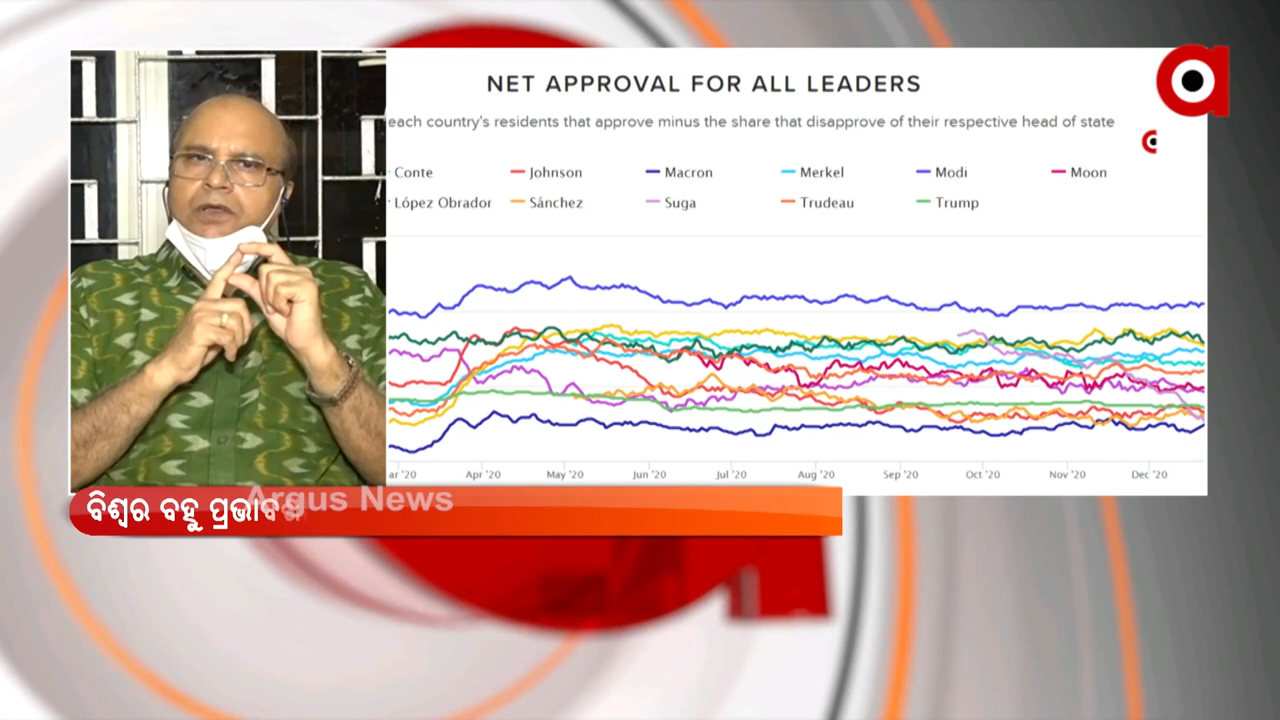 NET APPROVAL FOR ALL LEADERS
each country's residents that approve minus the share that disapprove of their respective head of state
Conte Johnson Macron Merkel Modi Moon
López Obrador Sánchez Suga Trudeau Trump
ar '20 Apr '20 May '20 Jun '20 Jul '20 Aug '20 Sep '20 Oct '20 Nov '20 Dec '20
Argus News
ବିଶ୍ୱର ବହୁ ପ୍ରଭାବଶ